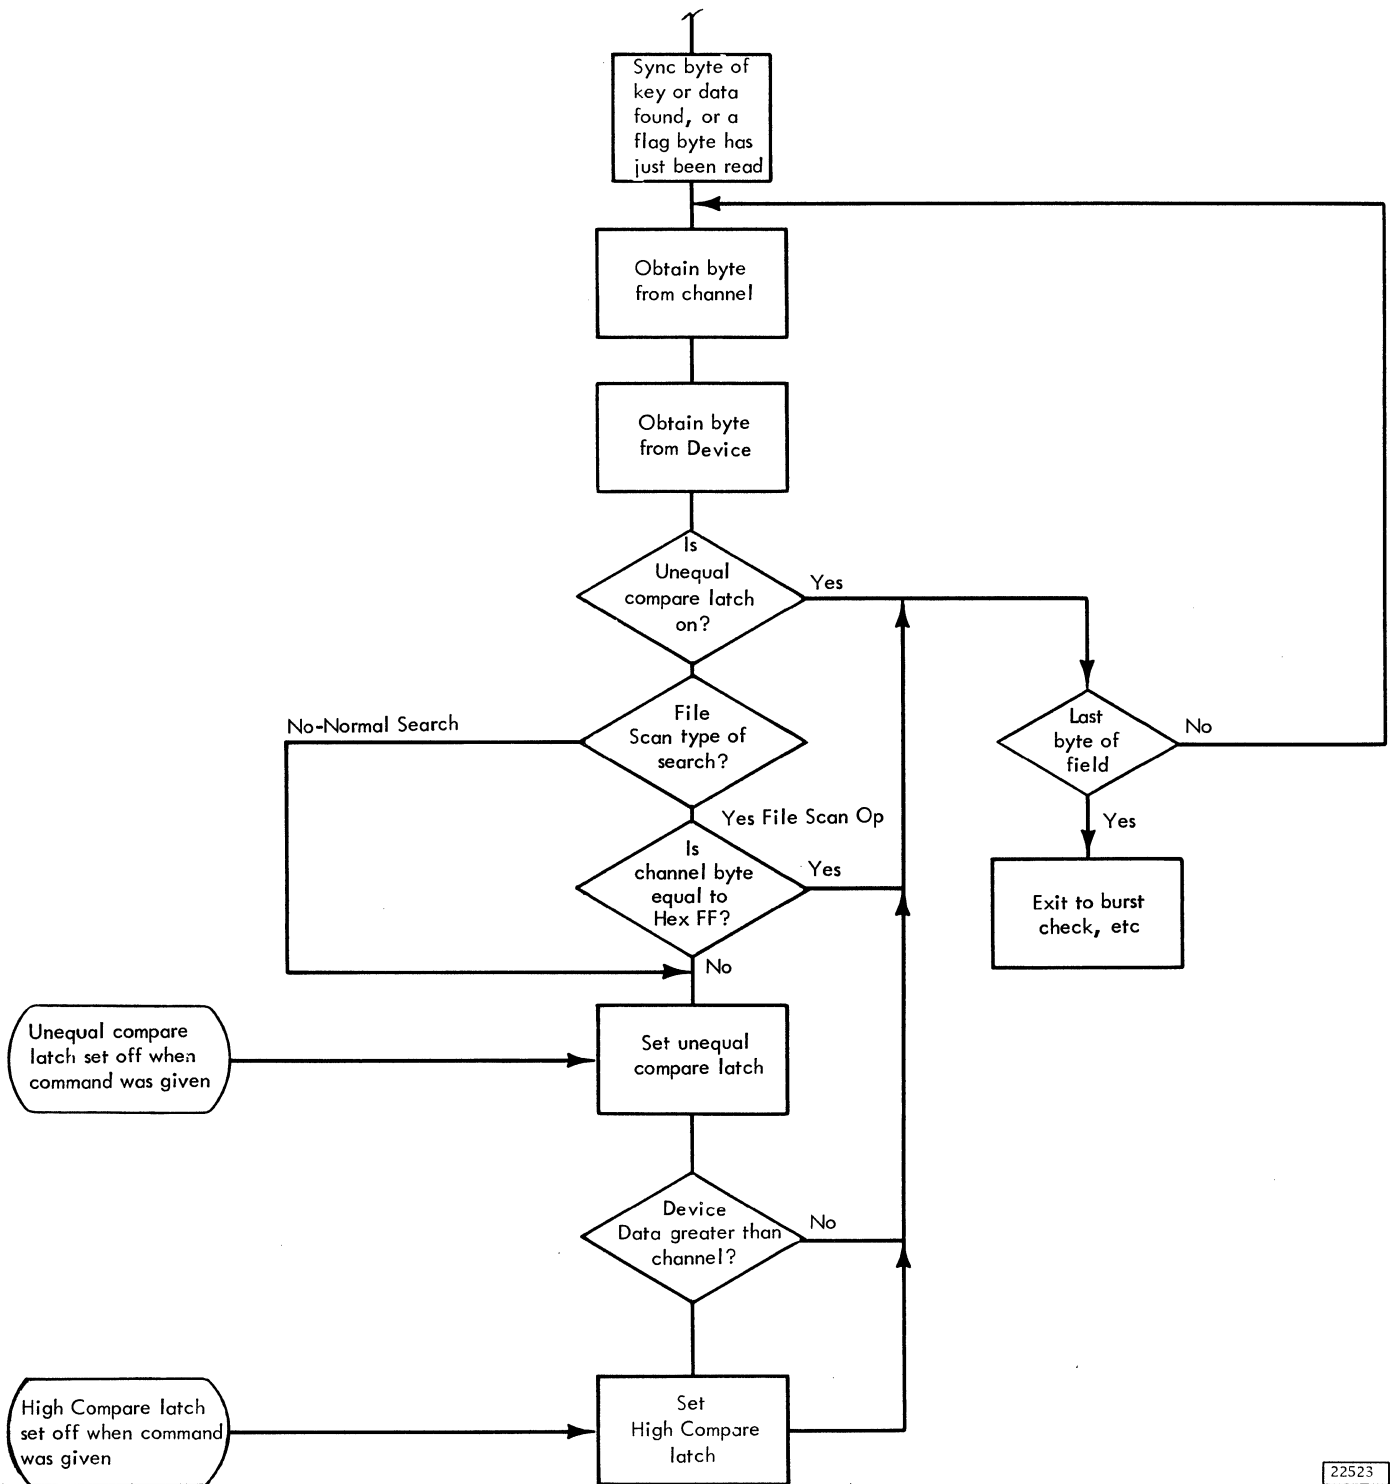 Sync byte of
key or data
found, or a
flag byte has
just been read
Obtain byte
from channel
Obtain byte
from Device
Is
Unequal
compare latch
on?
Yes
File
Scan type of
search?
No-Normal Search
Last
byte of
field
No
Yes File Scan Op
Yes
Is
channel byte
equal to
Hex FF?
Yes
Exit to burst
check, etc
No
Unequal compare
latch set off when
command was given
Set unequal
compare latch
Device
Data greater than
channel?
No
High Compare latch
set off when command
was given
Set
High Compare
latch
22523